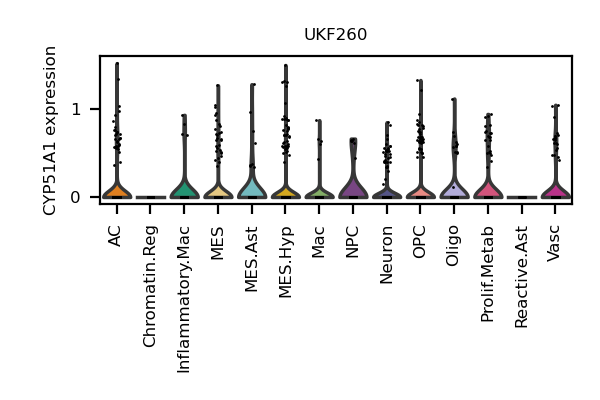 UKF260
CYP51A1 expression
1
0
AC
Chromatin.Reg
Inflammatory.Mac
MES
MES.Ast
MES.Hyp
Mac
NPC
Neuron
OPC
Oligo
Prolif.Metab
Reactive.Ast
Vasc